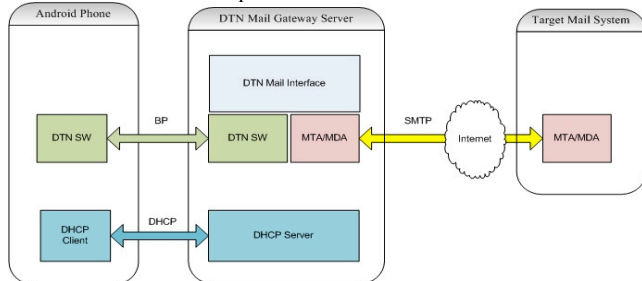 Android Phone
DTN Mail Gateway Server
Target Mail System
DTN Mail Interface
DTN SW
BP
DTN SW
MTA/MDA
SMTP
Internet
MTA/MDA
DHCP
Client
DHCP
DHCP Server